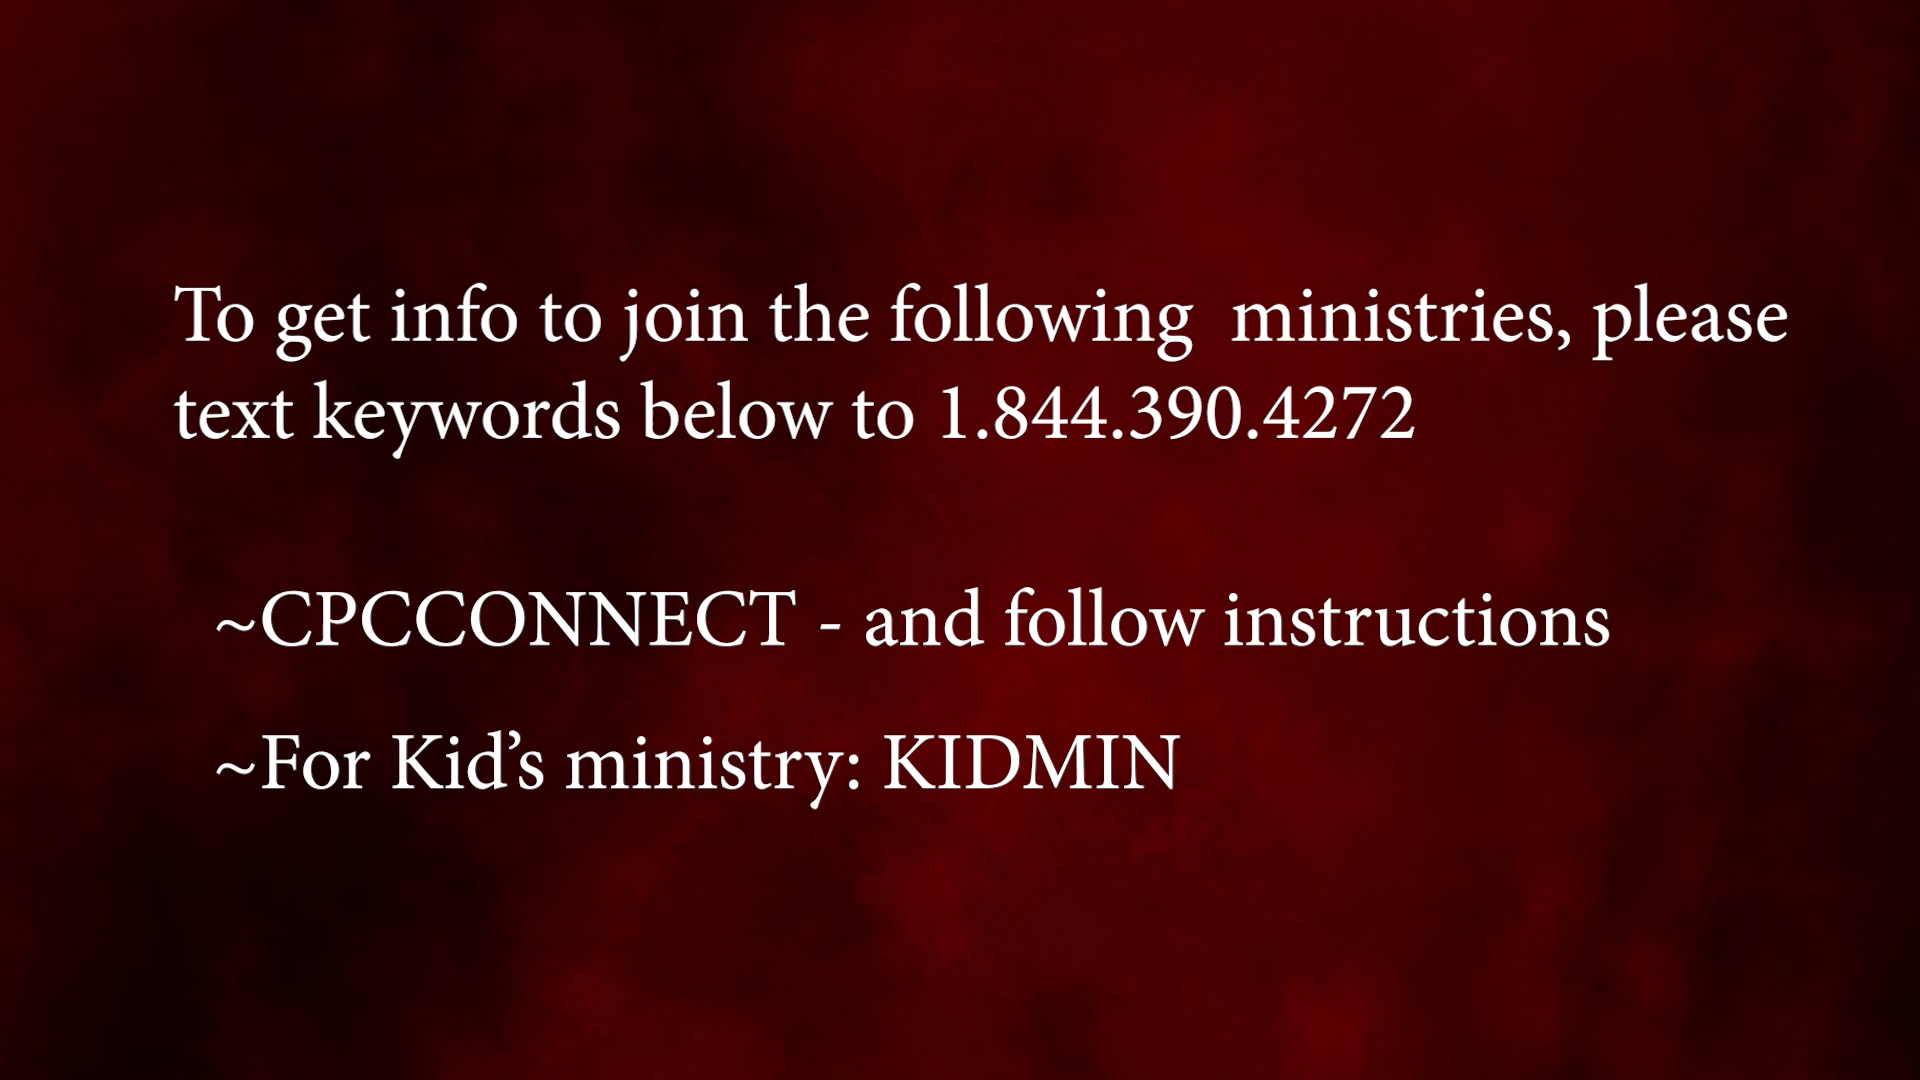 To get info to join the following  ministries, please
text keywords below to 1.844.390.4272
~CPCCONNECT - and follow instructions
~For Kid’s ministry: KIDMIN